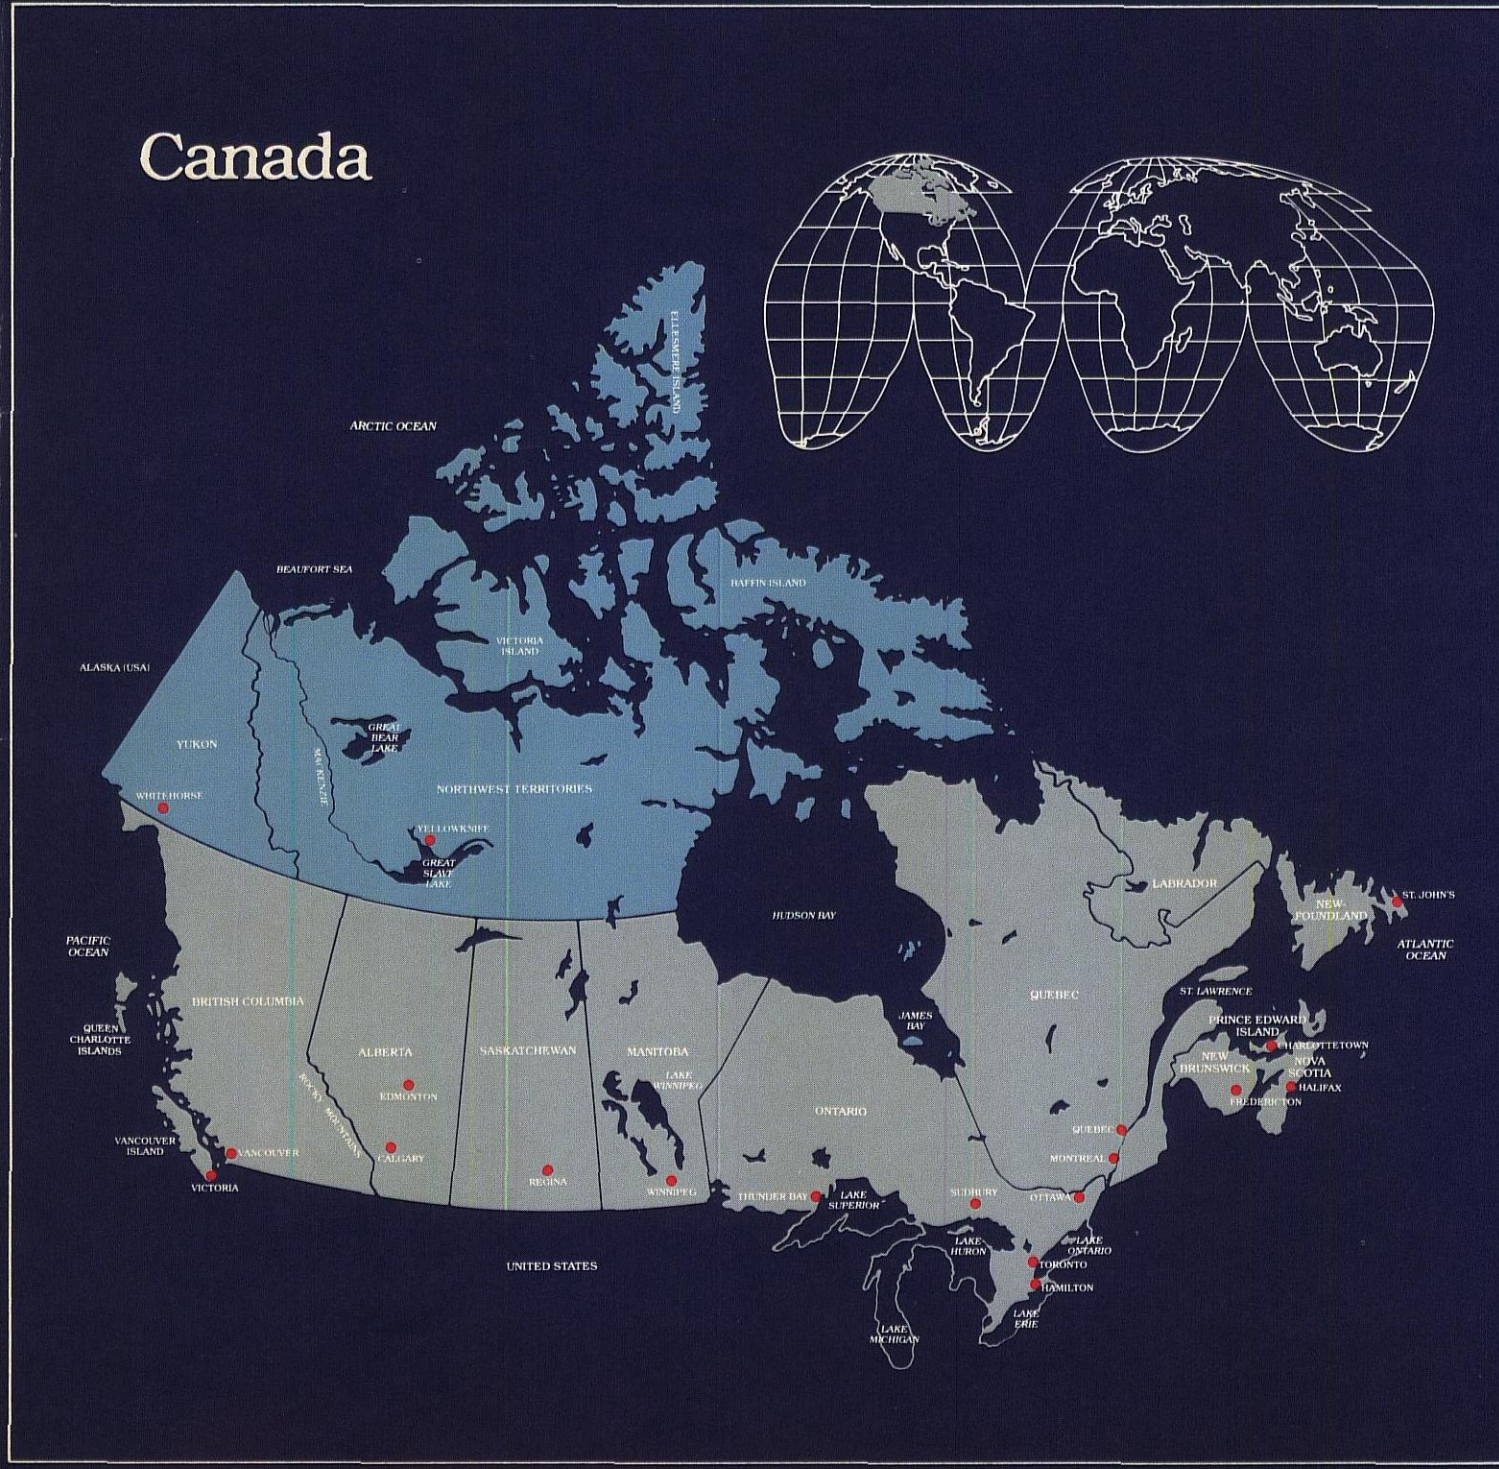 Canada
ELLESMERE ISLAND
ARCTIC OCEAN
BEAUFORT SEA
BAFFIN ISLAND
VICTORIA
ISLAND
ALASKA (USA)
GREAT
BEAR
LAKE
YUKON
MACKENZIE
NORTHWEST TERRITORIES
WHITEHORSE
YELLOWKNIFE
GREAT
SLAVE
LAKE
LABRADOR
ST. JOHN'S
NEW-
FOUNDLAND
HUDSON BAY
PACIFIC
OCEAN
ATLANTIC
OCEAN
ST. LAWRENCE
QUEBEC
BRITISH COLUMBIA
JAMES
BAY
PRINCE EDWARD
ISLAND
QUEEN
CHARLOTTE
ISLANDS
CHARLOTTETOWN
ALBERTA
SASKATCHEWAN
MANITOBA
NEW
BRUNSWICK
NOVA
SCOTIA
LAKE
WINNIPEG
HALIFAX
EDMONTON
FREDERICTON
ROCKY MOUNTAINS
ONTARIO
QUEBEC
VANCOUVER
ISLAND
VANCOUVER
CALGARY
MONTREAL
VICTORIA
REGINA
WINNIPEG
THUNDER BAY
LAKE
SUPERIOR
SUDBURY
OTTAWA
LAKE
HURON
LAKE
ONTARIO
UNITED STATES
TORONTO
HAMILTON
LAKE
ERIE
LAKE
MICHIGAN